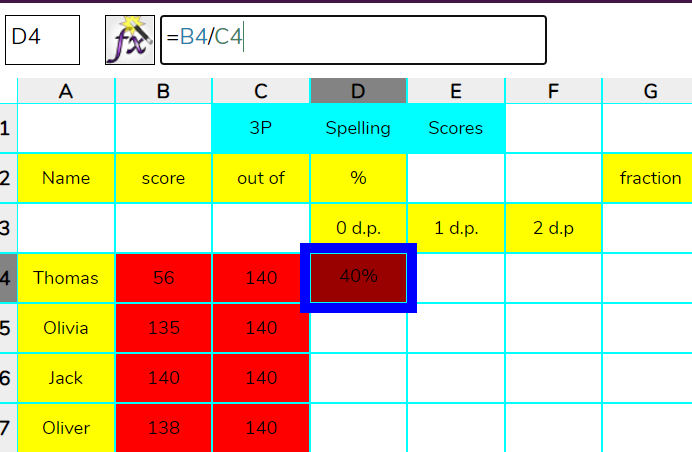 D4 fx =B4/C4
A B C D E F G
1 3P Spelling Scores
2 Name score out of % fraction
3 0 d.p. 1 d.p. 2 d.p
4 Thomas 56 140 40%
5 Olivia 135 140
6 Jack 140 140
7 Oliver 138 140